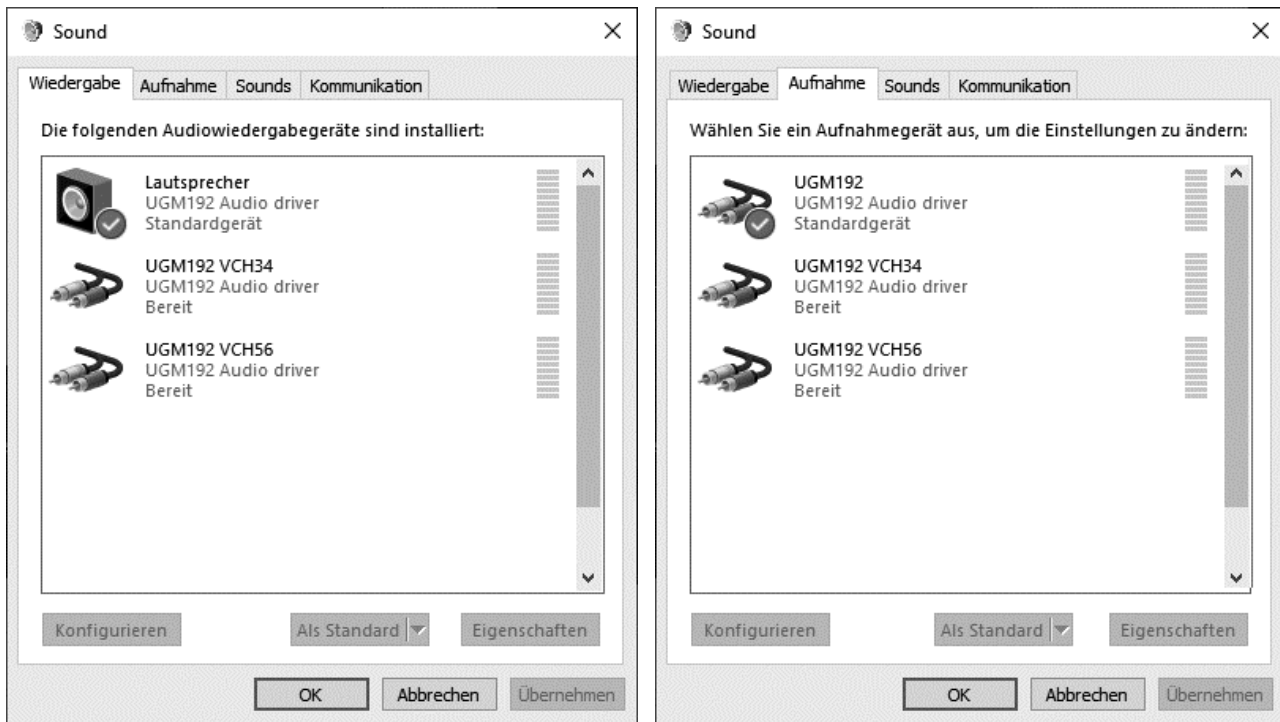 Sound
Wiedergabe Aufnahme Sounds Kommunikation
Die folgenden Audiowiedergabegeräte sind installiert:
Lautsprecher
UGM192 Audio driver
Standardgerät
UGM192 VCH34
UGM192 Audio driver
Bereit
UGM192 VCH56
UGM192 Audio driver
Bereit
Konfigurieren Als Standard Eigenschaften
OK Abbrechen Übernehmen
Sound
Wiedergabe Aufnahme Sounds Kommunikation
Wählen Sie ein Aufnahmegerät aus, um die Einstellungen zu ändern:
UGM192
UGM192 Audio driver
Standardgerät
UGM192 VCH34
UGM192 Audio driver
Bereit
UGM192 VCH56
UGM192 Audio driver
Bereit
Konfigurieren Als Standard Eigenschaften
OK Abbrechen Übernehmen